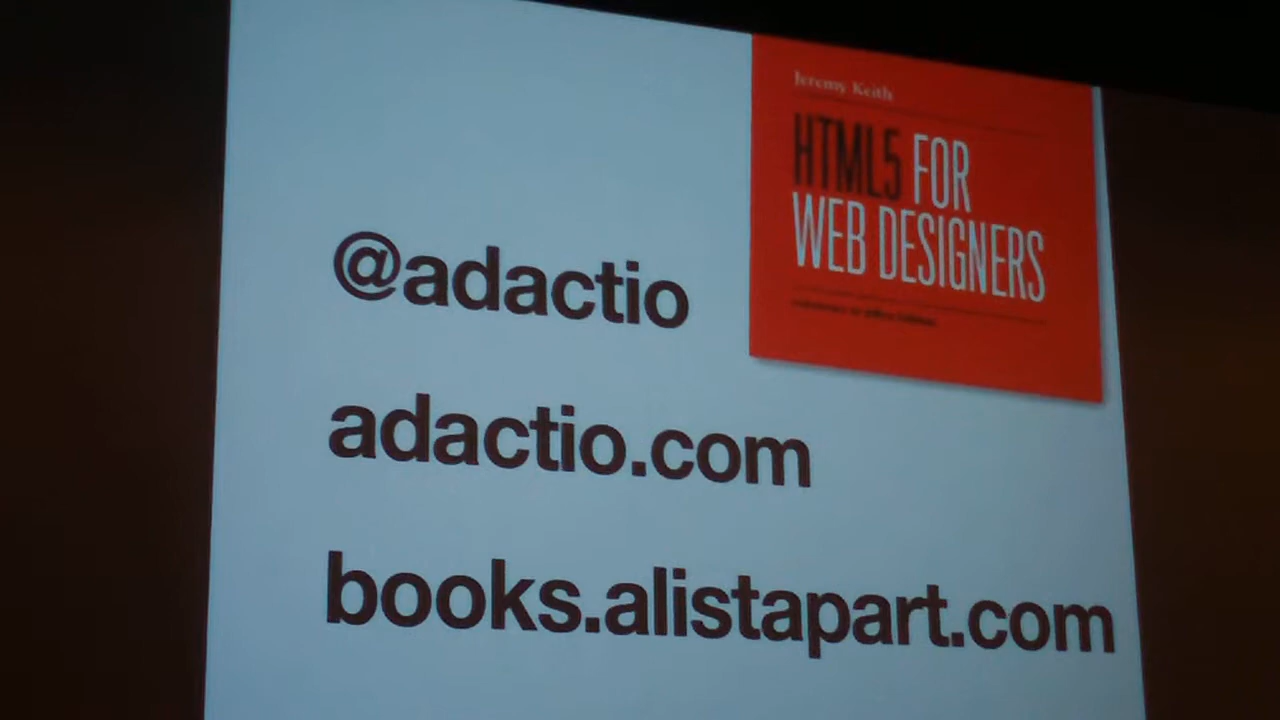 Jeremy Keith
HTML5 FOR
WEB DESIGNERS
@adactio
adactio.com
books.alistapart.com